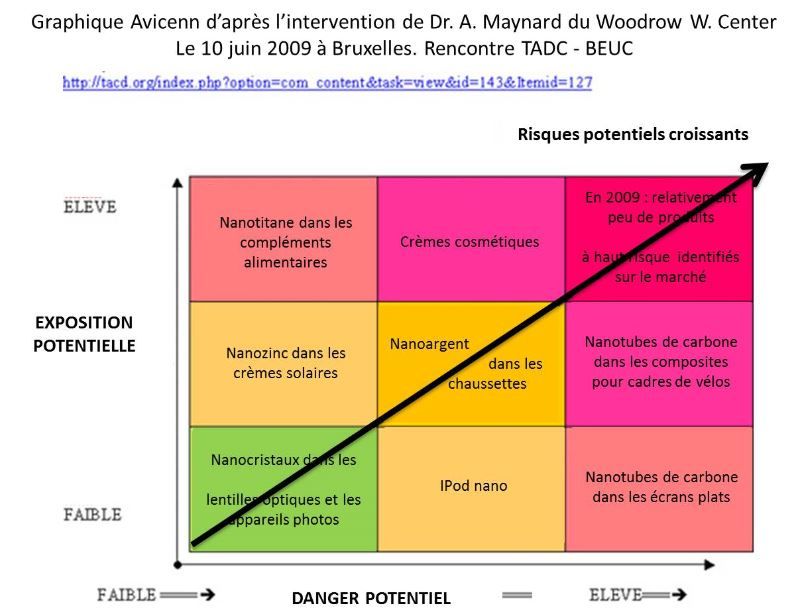 Graphique Avicenn d’après l’intervention de Dr. A. Maynard du Woodrow W. Center
Le 10 juin 2009 à Bruxelles. Rencontre TADC - BEUC
http://tacd.org/index.php?option=com_content&task=view&id=143&Itemid=127
Risques potentiels croissants
ELEVE
Nanotitane dans les
compléments
alimentaires
Crèmes cosmétiques
En 2009 : relativement
peu de produits
à haut risque identifiés
sur le marché
EXPOSITION
POTENTIELLE
Nanozinc dans les
crèmes solaires
Nanoargent
dans les
chaussettes
Nanotubes de carbone
dans les composites
pour cadres de vélos
Nanocristaux dans les
lentilles optiques et les
appareils photos
IPod nano
Nanotubes de carbone
dans les écrans plats
FAIBLE
FAIBLE
DANGER POTENTIEL
ELEVE